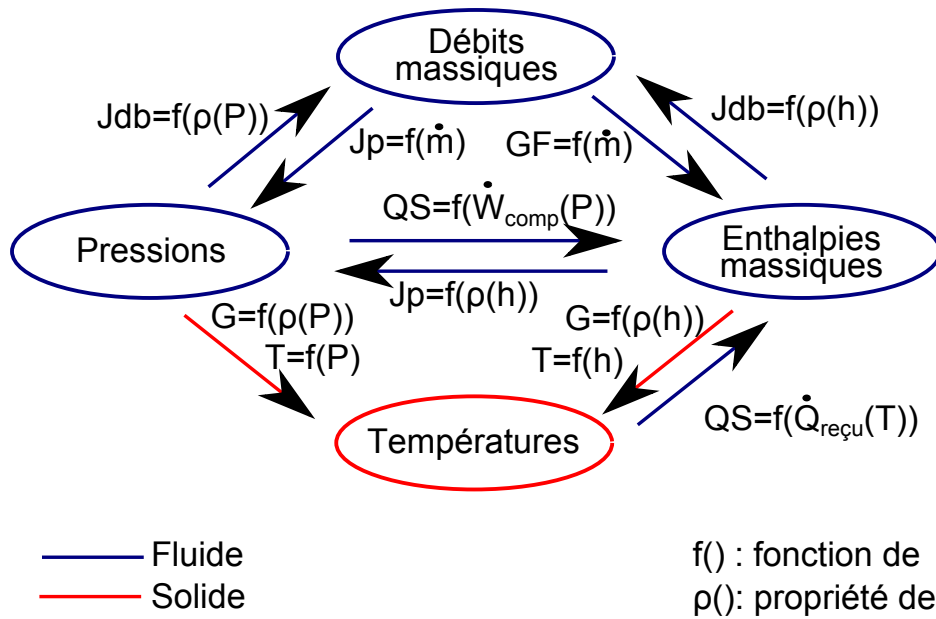 Débits
massiques
Jdb=f(ρ(P))
Jdb=f(ρ(h))
Jp=f(ṁ)
GF=f(ṁ)
QS=f(Ẇcomp(P))
Pressions
Enthalpies
massiques
Jp=f(ρ(h))
G=f(ρ(P))
T=f(P)
G=f(ρ(h))
T=f(h)
QS=f(Q̇reçu(T))
Températures
Fluide
Solide
f() : fonction de
ρ(): propriété de